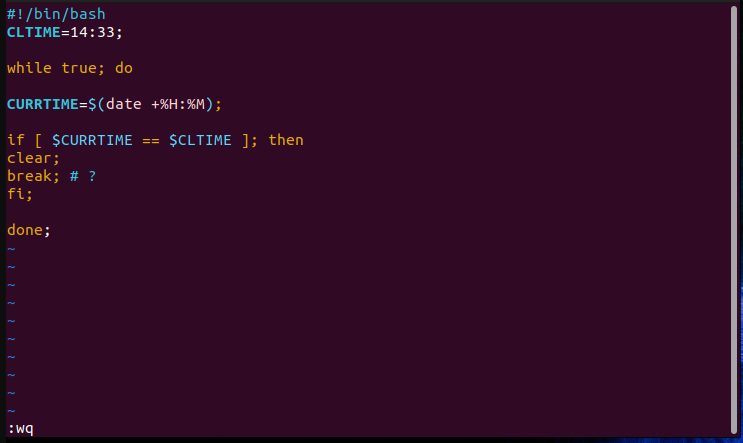 #!/bin/bash
CLTIME=14:33;
while true; do
CURRTIME=$(date +%H:%M);
if [ $CURRTIME == $CLTIME ]; then
clear;
break; # ?
fi;
done;
~
~
~
~
~
~
~
~
~
~
:wq